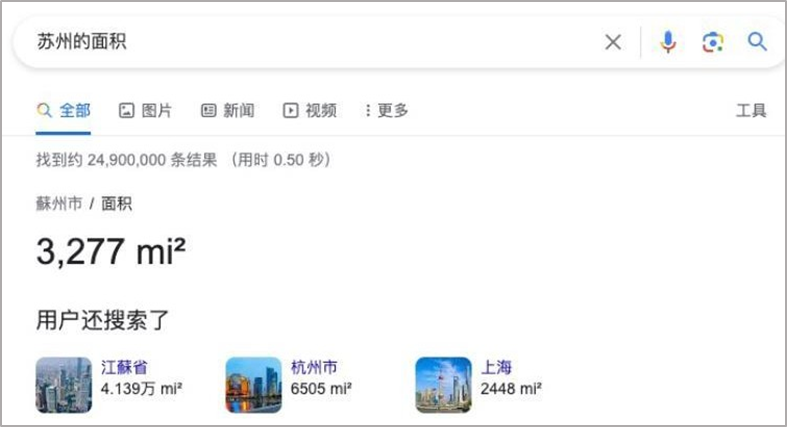 苏州的面积
全部 图片 新闻 视频 更多 工具
找到约 24,900,000 条结果 （用时 0.50 秒）
蘇州市 / 面积
3,277 mi²
用户还搜索了
江蘇省 杭州市 上海
4.139万 mi² 6505 mi² 2448 mi²